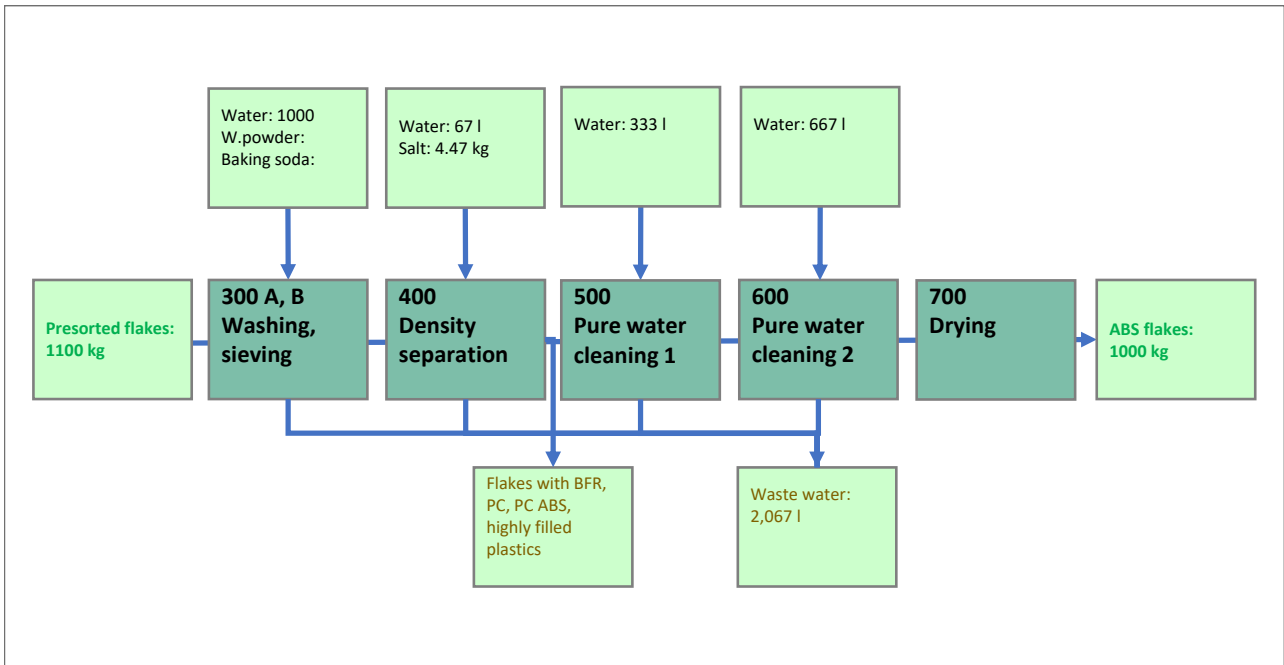 Water: 1000
W.powder:
Baking soda:
Water: 67 l
Salt: 4.47 kg
Water: 333 l
Water: 667 l
Presorted flakes:
1100 kg
300 A, B
Washing,
sieving
400
Density
separation
500
Pure water
cleaning 1
600
Pure water
cleaning 2
700
Drying
ABS flakes:
1000 kg
Flakes with BFR,
PC, PC ABS,
highly filled
plastics
Waste water:
2,067 l